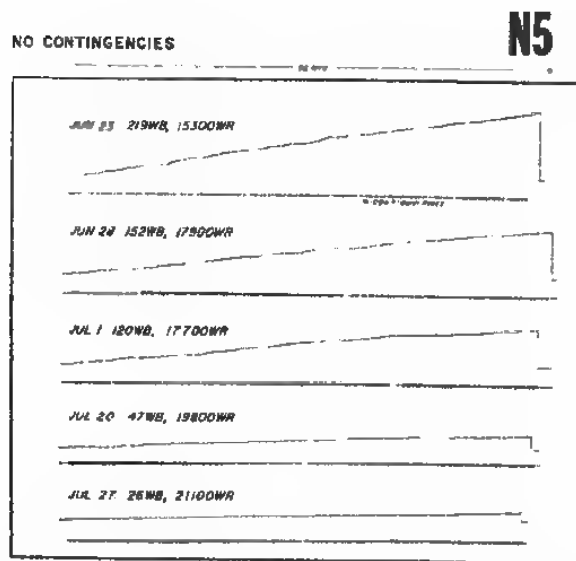 N5
NO CONTINGENCIES
JUN 23 219WB, 15300WR
JUN 28 152WB, 17900WR
JUL 1 120WB, 17700WR
JUL 20 47WB, 19800WR
JUL 27 26WB, 21100WR